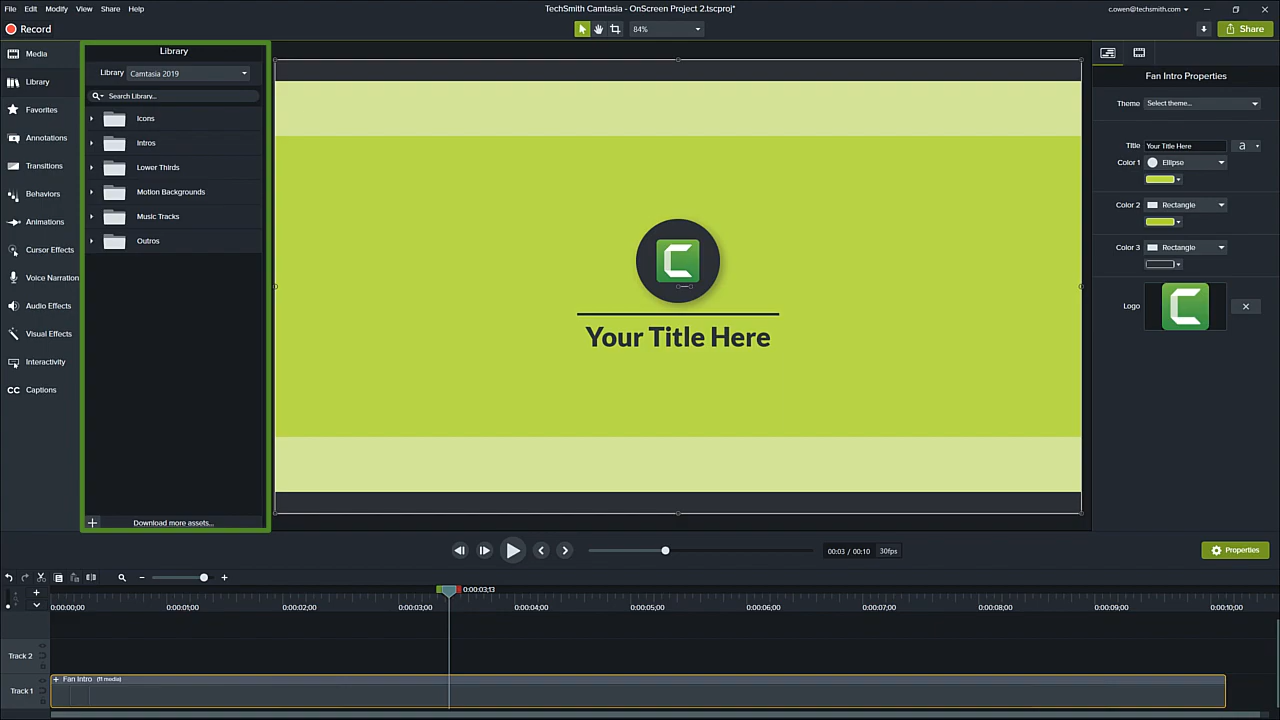 TechSmith Camtasia - OnScreen Project 2.tscproj*
File Edit Modify View Share Help
c.owen@techsmith.com
Record
84%
Share
Media
Library
Favorites
Annotations
Transitions
Behaviors
Animations
Cursor Effects
Voice Narration
Audio Effects
Visual Effects
Interactivity
CC Captions
Library
Library Camtasia 2019
Search Library...
Icons
Intros
Lower Thirds
Motion Backgrounds
Music Tracks
Outros
Download more assets...
Your Title Here
Fan Intro Properties
Theme Select theme...
Title Your Title Here a
Color 1 Ellipse
Color 2 Rectangle
Color 3 Rectangle
Logo
00:03 / 00:10 30fps
Properties
0:00:03;13
0:00:00;00 0:00:01;00 0:00:02;00 0:00:03;00 0:00:04;00 0:00:05;00 0:00:06;00 0:00:07;00 0:00:08;00 0:00:09;00 0:00:10;00
Track 2
Fan Intro (11 media)
Track 1